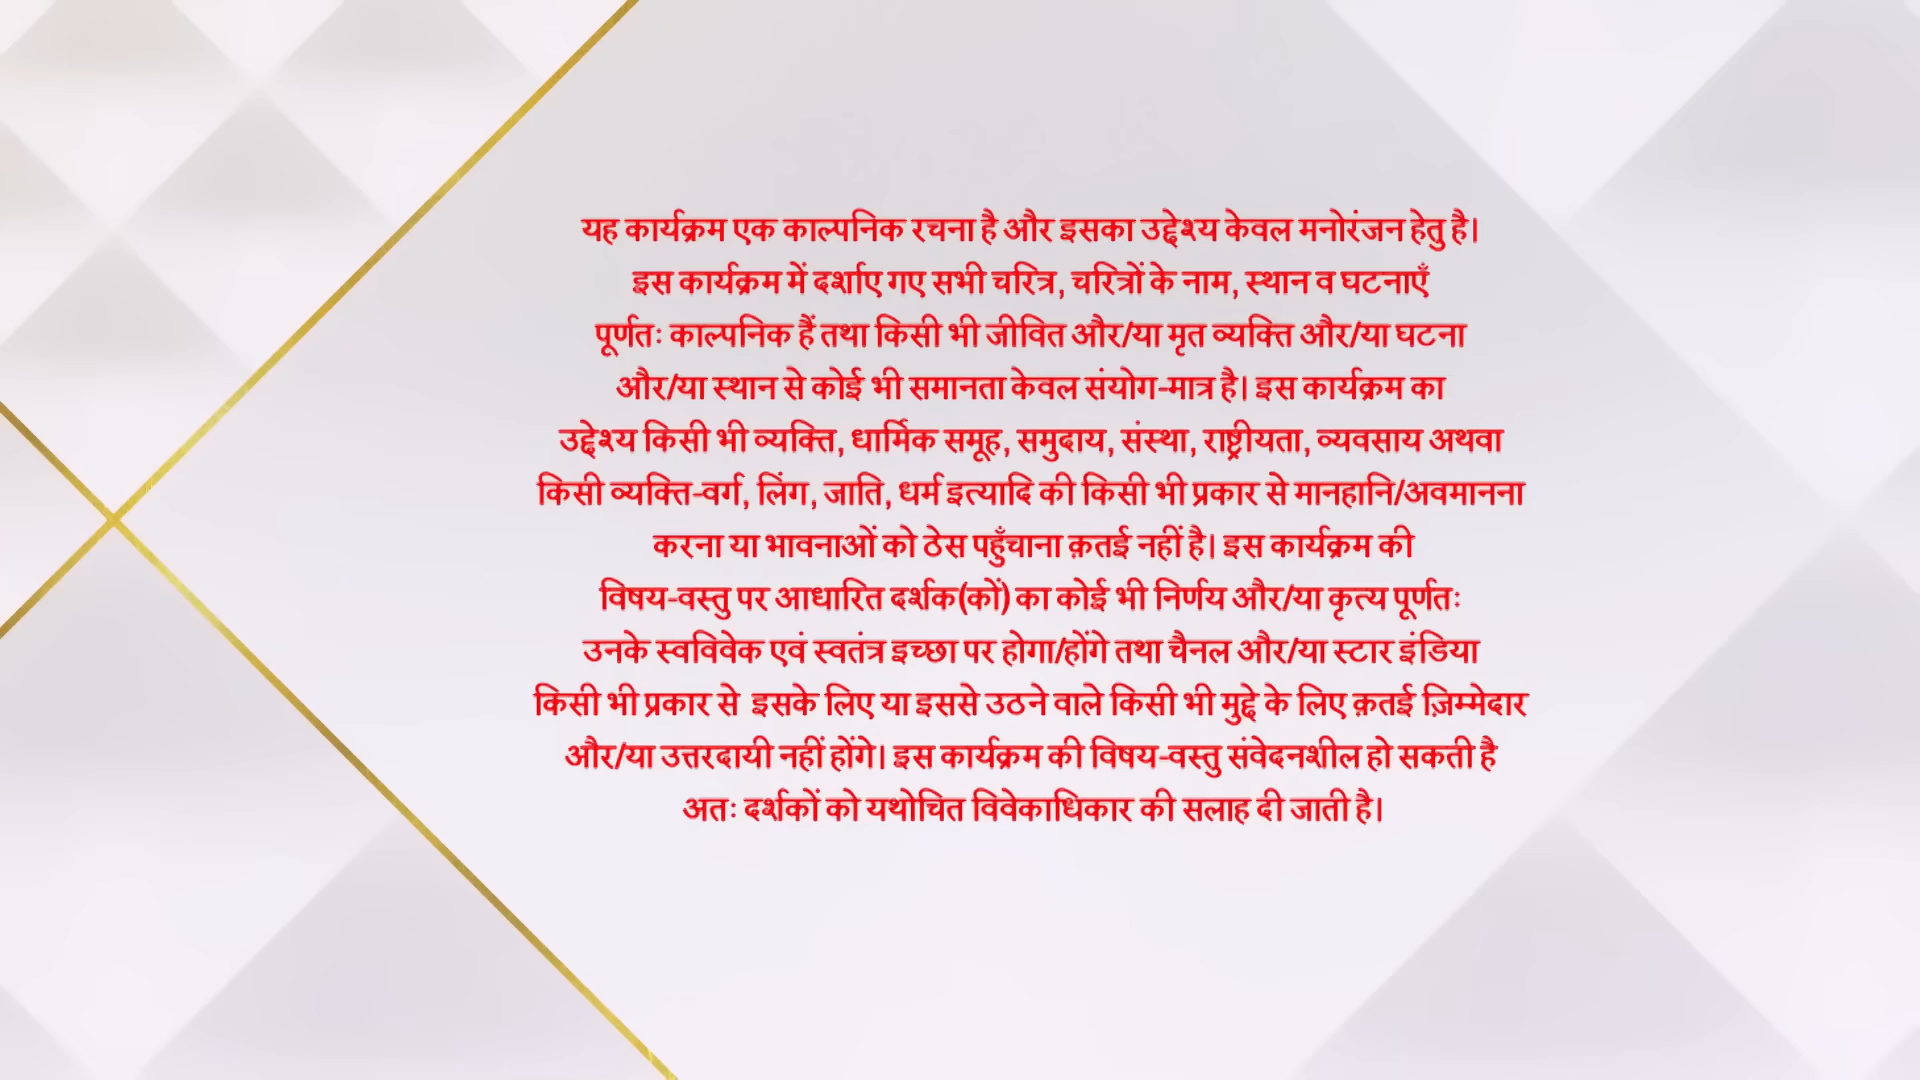 यह कार्यक्रम एक काल्पनिक रचना है और इसका उद्देश्य केवल मनोरंजन हेतु है।
इस कार्यक्रम में दर्शाए गए सभी चरित्र, चरित्रों के नाम, स्थान व घटनाएँ
पूर्णतः काल्पनिक हैं तथा किसी भी जीवित और/या मृत व्यक्ति और/या घटना
और/या स्थान से कोई भी समानता केवल संयोग-मात्र है। इस कार्यक्रम का
उद्देश्य किसी भी व्यक्ति, धार्मिक समूह, समुदाय, संस्था, राष्ट्रीयता, व्यवसाय अथवा
किसी व्यक्ति-वर्ग, लिंग, जाति, धर्म इत्यादि की किसी भी प्रकार से मानहानि/अवमानना
करना या भावनाओं को ठेस पहुँचाना क़तई नहीं है। इस कार्यक्रम की
विषय-वस्तु पर आधारित दर्शक(कों) का कोई भी निर्णय और/या कृत्य पूर्णतः
उनके स्वविवेक एवं स्वतंत्र इच्छा पर होगा/होंगे तथा चैनल और/या स्टार इंडिया
किसी भी प्रकार से इसके लिए या इससे उठने वाले किसी भी मुद्दे के लिए क़तई ज़िम्मेदार
और/या उत्तरदायी नहीं होंगे। इस कार्यक्रम की विषय-वस्तु संवेदनशील हो सकती है
अतः दर्शकों को यथोचित विवेकाधिकार की सलाह दी जाती है।